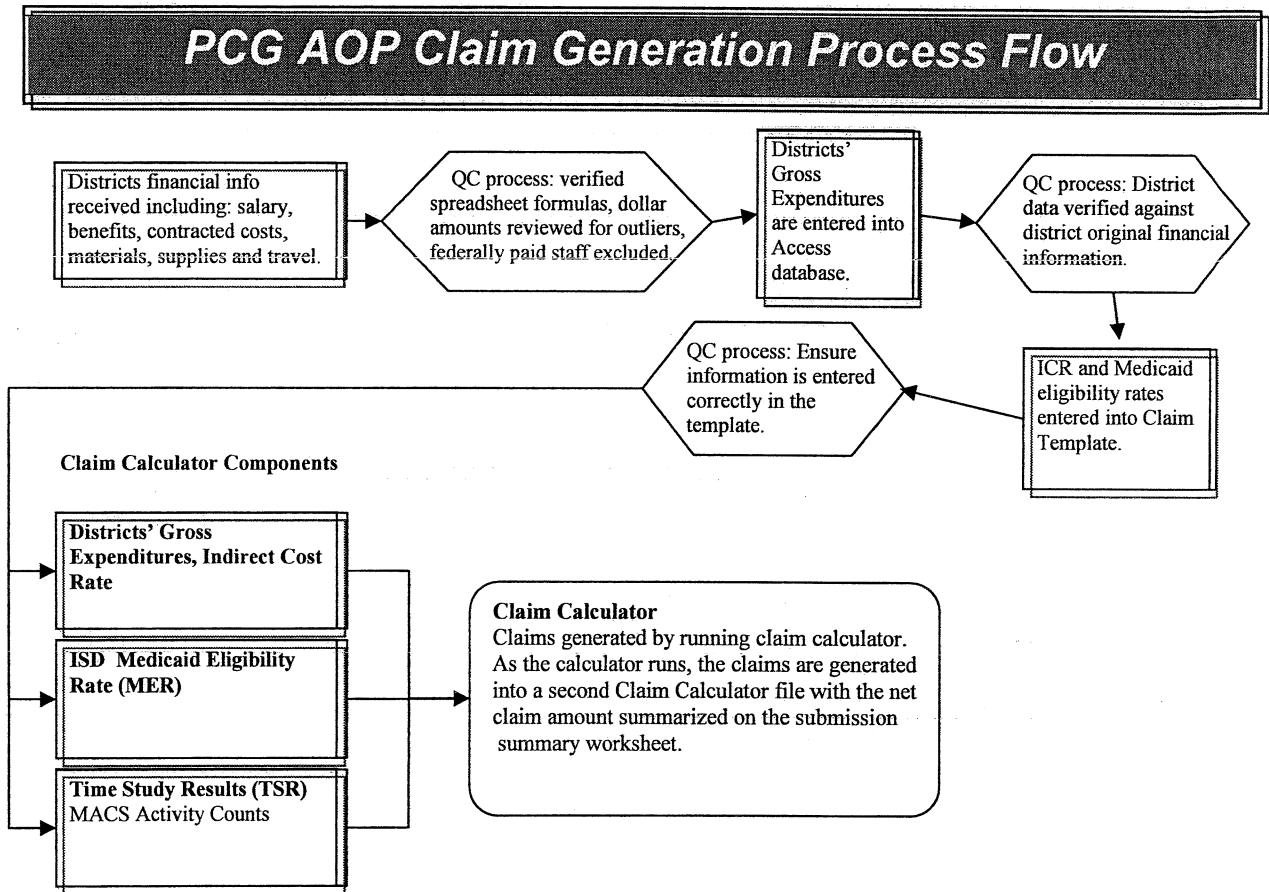 PCG AOP Claim Generation Process Flow
Districts financial info
received including: salary,
benefits, contracted costs,
materials, supplies and travel.
QC process: verified
spreadsheet formulas, dollar
amounts reviewed for outliers,
federally paid staff excluded.
Districts'
Gross
Expenditures
are entered into
Access
database.
QC process: District
data verified against
district original financial
information.
ICR and Medicaid
eligibility rates
entered into Claim
Template.
QC process: Ensure
information is entered
correctly in the
template.
Claim Calculator Components
Districts' Gross
Expenditures, Indirect Cost
Rate
ISD Medicaid Eligibility
Rate (MER)
Time Study Results (TSR)
MACS Activity Counts
Claim Calculator
Claims generated by running claim calculator.
As the calculator runs, the claims are generated
into a second Claim Calculator file with the net
claim amount summarized on the submission
summary worksheet.